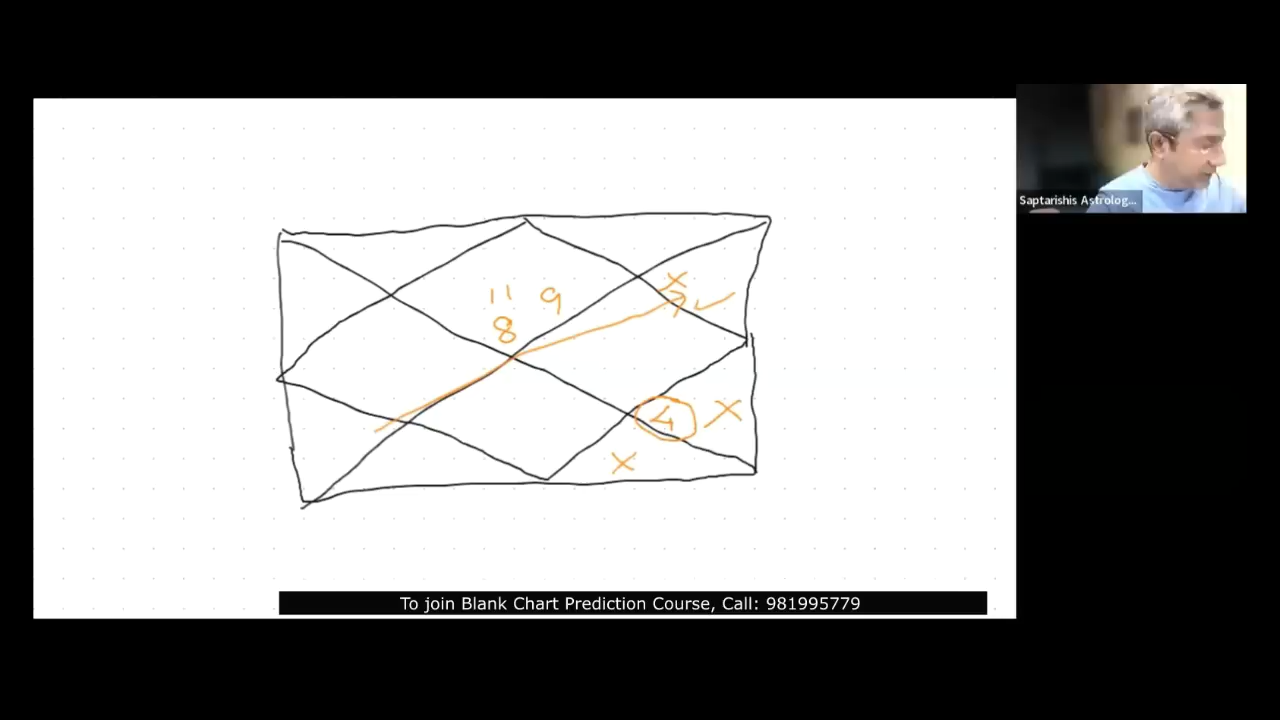 Saptarishis Astrolog...
X
11 9
8
4 X
X
To join Blank Chart Prediction Course, Call: 981995779